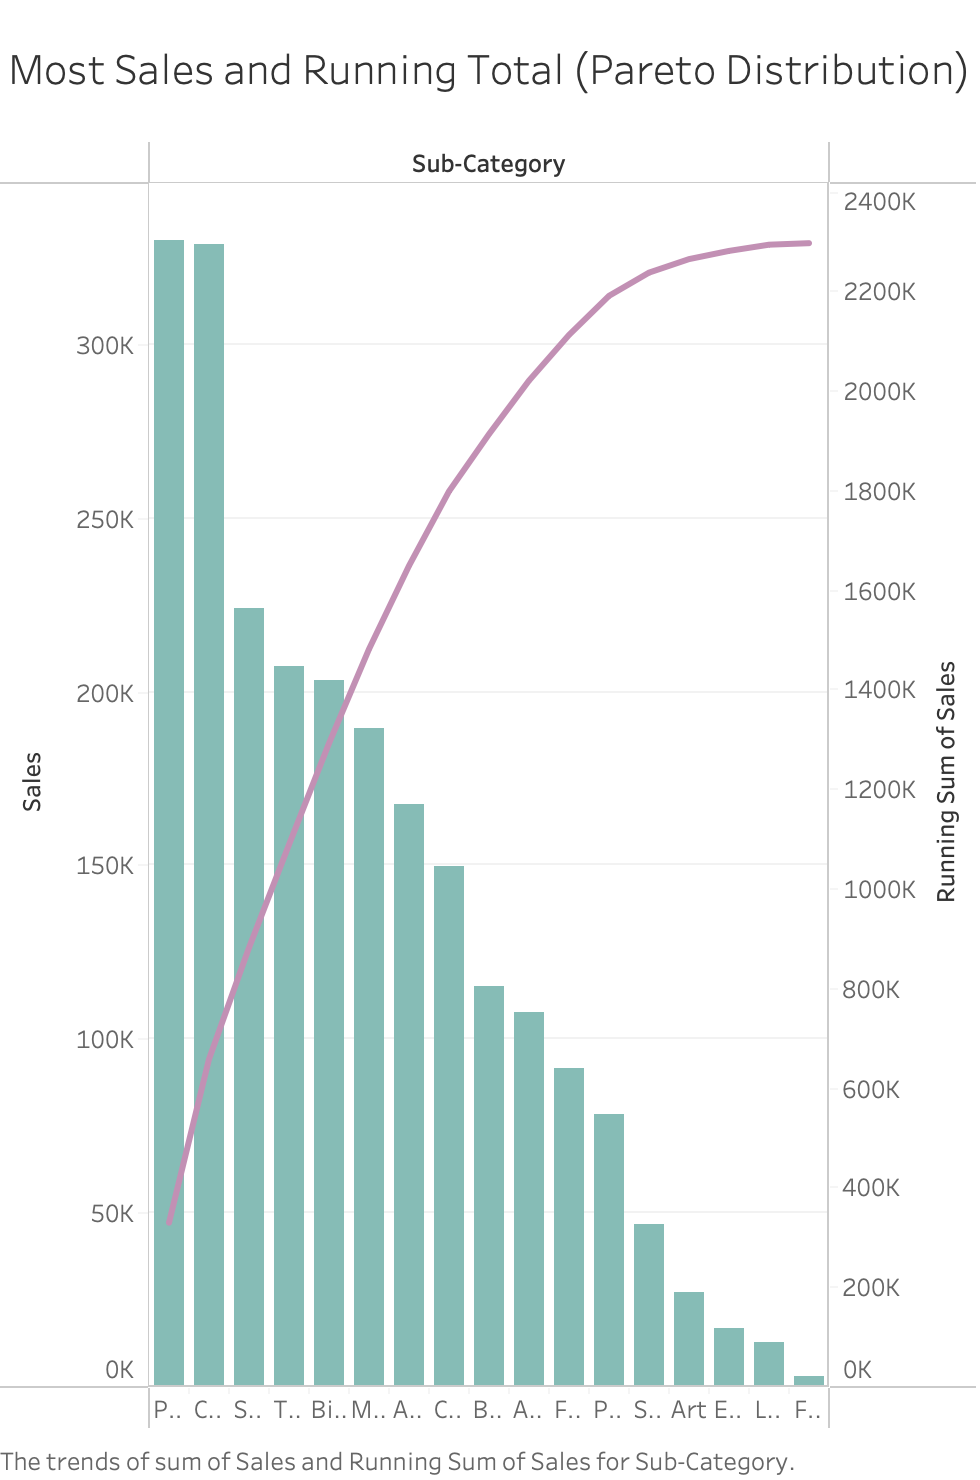 Most Sales and Running Total (Pareto Distribution)
Sub-Category
2400K
2200K
300K
2000K
250K
1800K
1600K
200K
1400K
Sales
Running Sum of Sales
1200K
150K
1000K
800K
100K
600K
50K
400K
200K
0K
0K
P.. C.. S.. T.. Bi.. M.. A.. C.. B.. A.. F.. P.. S.. Art E.. L.. F..
The trends of sum of Sales and Running Sum of Sales for Sub-Category.